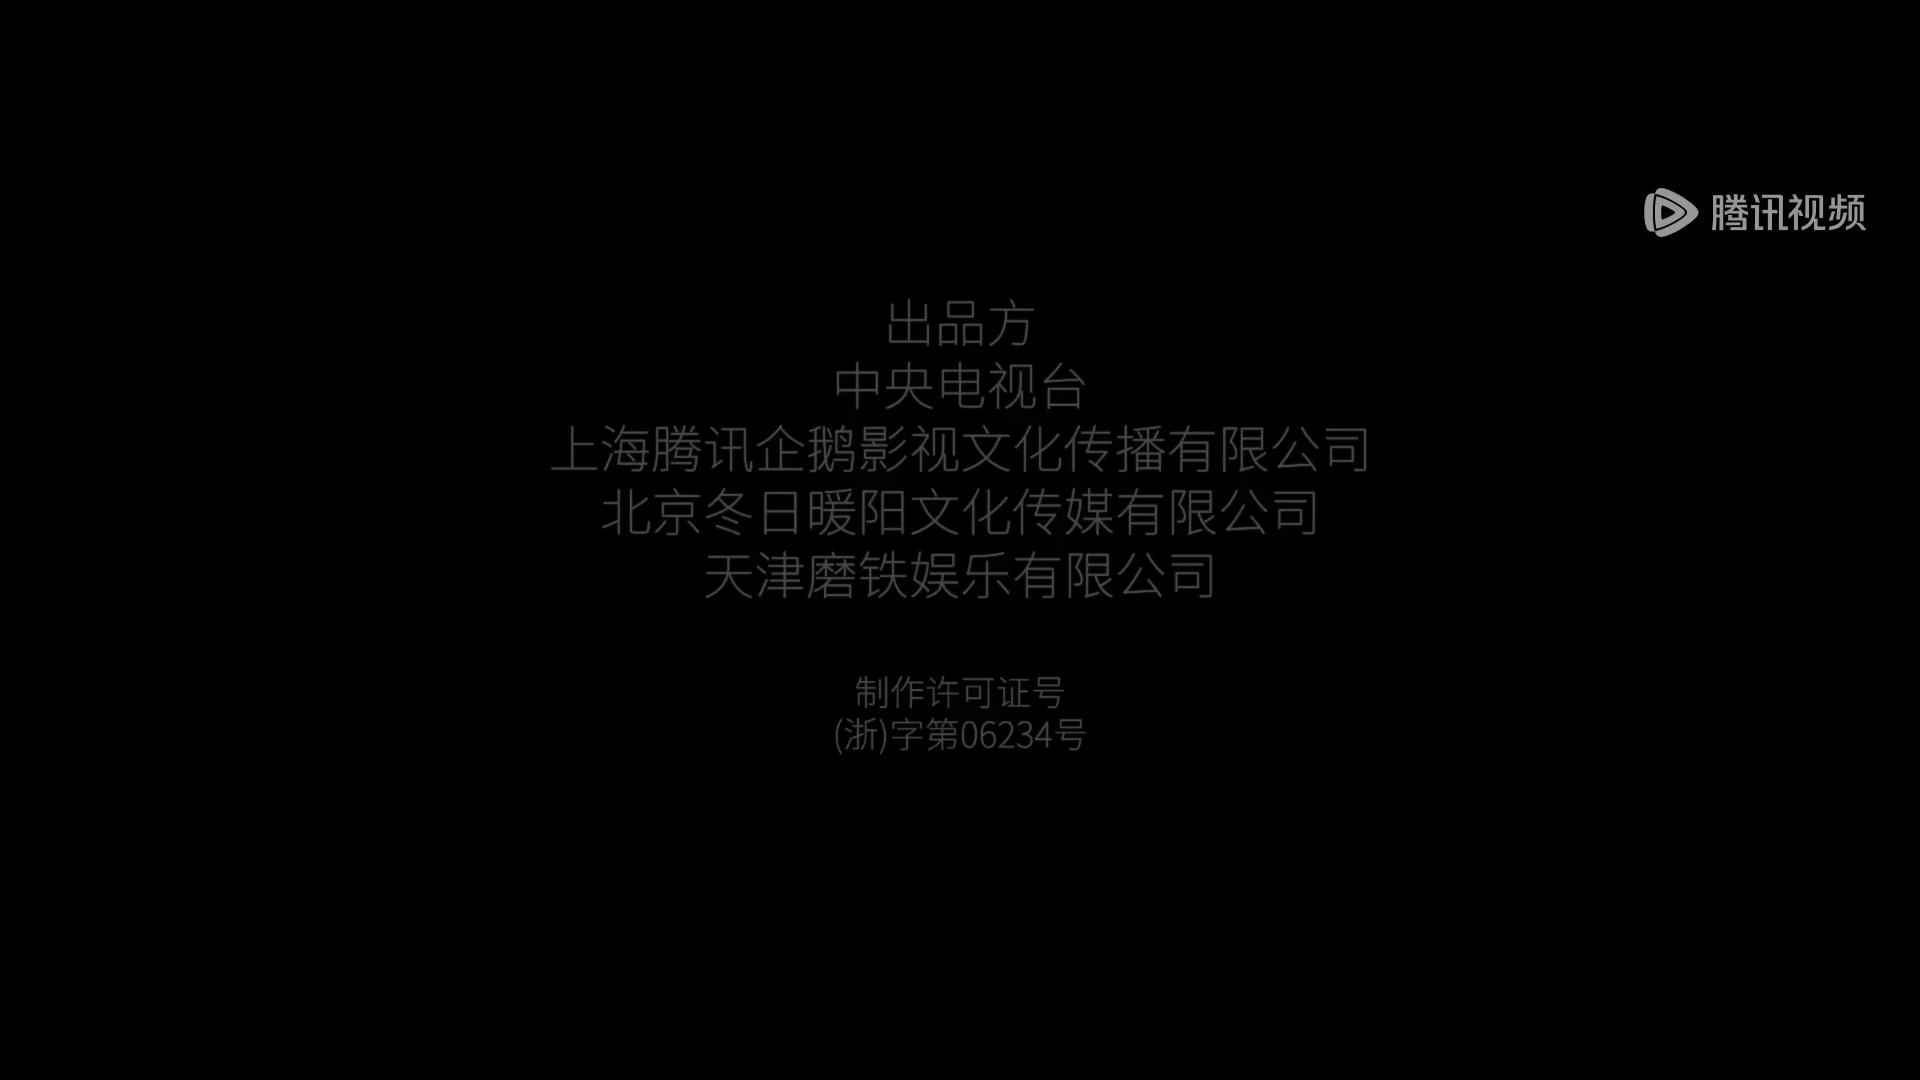 腾讯视频
出品方
中央电视台
上海腾讯企鹅影视文化传播有限公司
北京冬日暖阳文化传媒有限公司
天津磨铁娱乐有限公司
制作许可证号
(浙)字第06234号